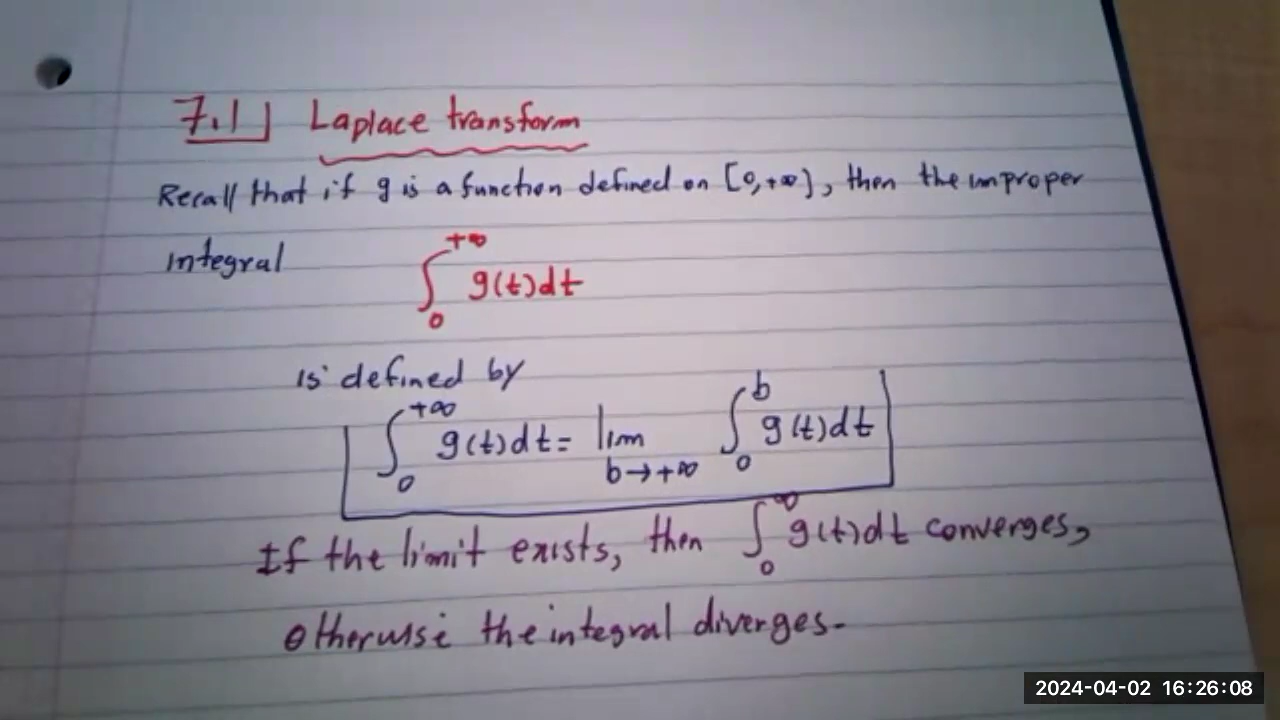 7.1 Laplace transform
Recall that if g is a function defined on [0,+∞), then the improper
integral ∫₀^{+∞} g(t)dt
is defined by
∫₀^{+∞} g(t)dt = lim_{b→+∞} ∫₀^{b} g(t)dt
If the limit exists, then ∫₀^{∞} g(t)dt converges,
otherwise the integral diverges.
2024-04-02 16:26:08